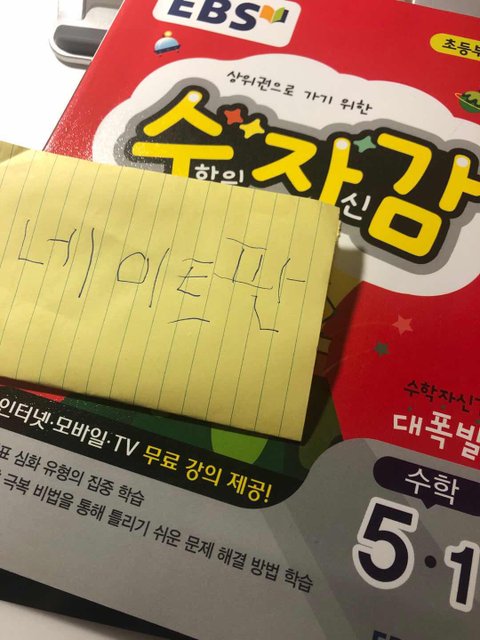 EBS
초등부
상위권으로 가기 위한
수자감
학의 신
네이트판
수학자신
대폭발
인터넷·모바일·TV 무료 강의 제공!
표 심화 유형의 집중 학습
극복 비법을 통해 틀리기 쉬운 문제 해결 방법 학습
수학
5·1